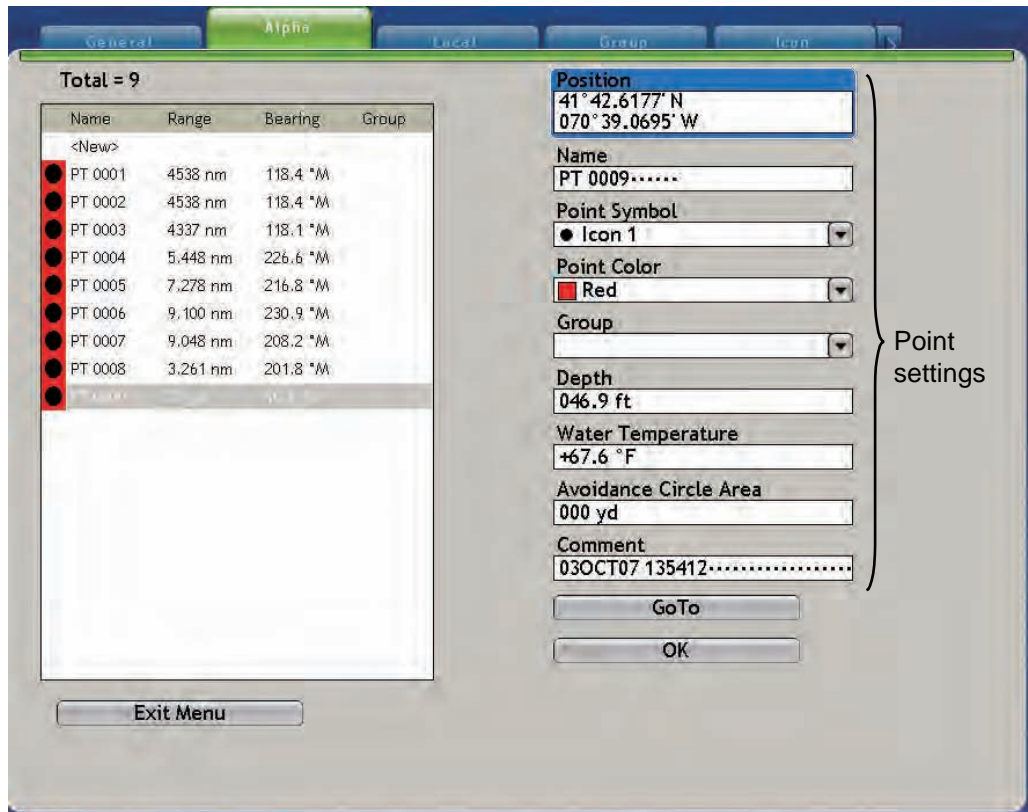 General Alpha Local Group Icon >
Total = 9
Name Range Bearing Group
<New>
PT 0001 4538 nm 118.4 °M
PT 0002 4538 nm 118.4 °M
PT 0003 4337 nm 118.1 °M
PT 0004 5.448 nm 226.6 °M
PT 0005 7.278 nm 216.8 °M
PT 0006 9.100 nm 230.9 °M
PT 0007 9.048 nm 208.2 °M
PT 0008 3.261 nm 201.8 °M
Exit Menu
Position
41°42.6177' N
070°39.0695' W
Name
PT 0009······
Point Symbol
Icon 1
Point Color
Red
Group
Depth
046.9 ft
Water Temperature
+67.6 °F
Avoidance Circle Area
000 yd
Comment
03OCT07 135412··················
GoTo
OK
Point
settings